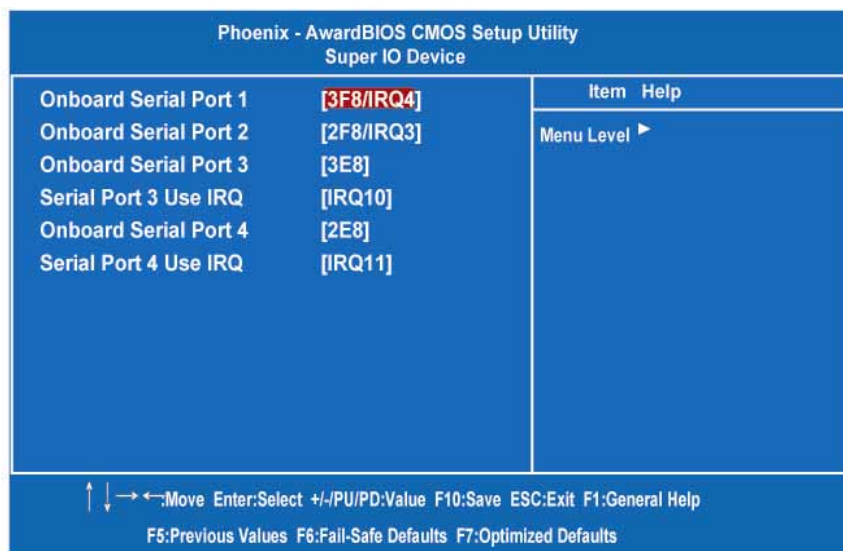 Phoenix - AwardBIOS CMOS Setup Utility
Super IO Device
Onboard Serial Port 1 [3F8/IRQ4]
Onboard Serial Port 2 [2F8/IRQ3]
Onboard Serial Port 3 [3E8]
Serial Port 3 Use IRQ [IRQ10]
Onboard Serial Port 4 [2E8]
Serial Port 4 Use IRQ [IRQ11]
Item Help
Menu Level ►
↑ ↓ → ←:Move Enter:Select +/-/PU/PD:Value F10:Save ESC:Exit F1:General Help
F5:Previous Values F6:Fail-Safe Defaults F7:Optimized Defaults